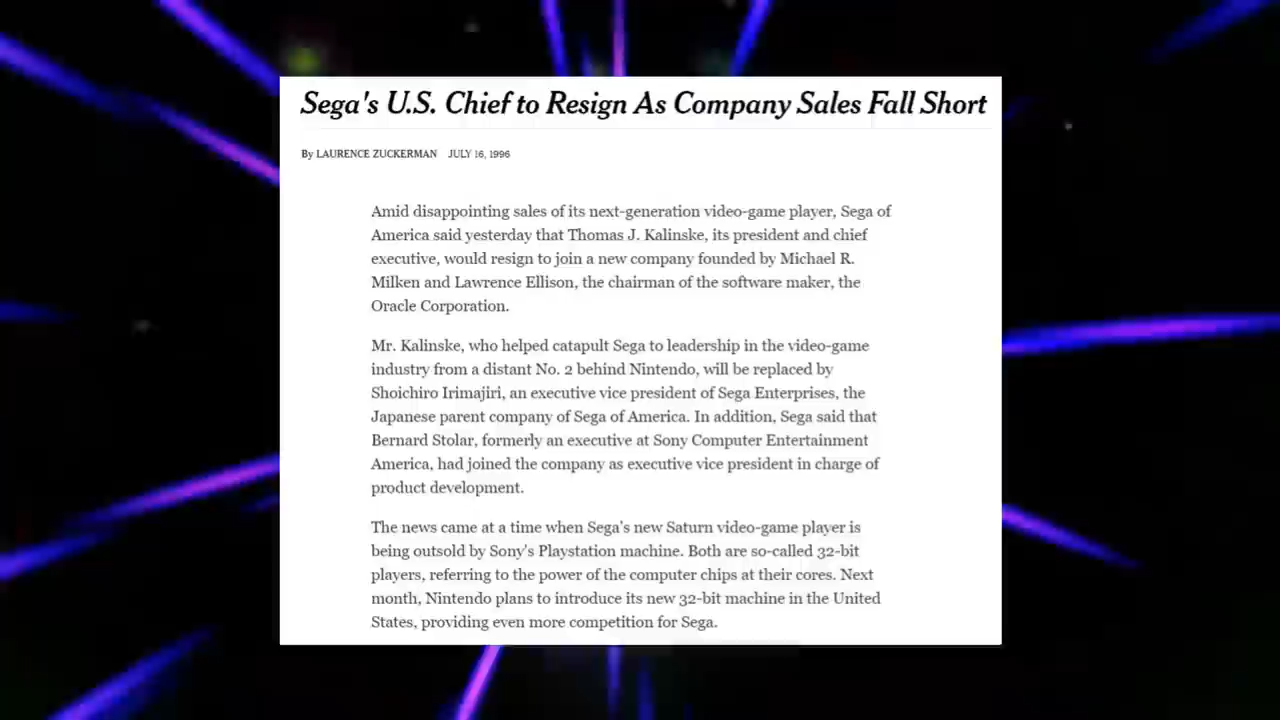 Sega's U.S. Chief to Resign As Company Sales Fall Short
By LAURENCE ZUCKERMAN JULY 16, 1996
Amid disappointing sales of its next-generation video-game player, Sega of
America said yesterday that Thomas J. Kalinske, its president and chief
executive, would resign to join a new company founded by Michael R.
Milken and Lawrence Ellison, the chairman of the software maker, the
Oracle Corporation.
Mr. Kalinske, who helped catapult Sega to leadership in the video-game
industry from a distant No. 2 behind Nintendo, will be replaced by
Shoichiro Irimajiri, an executive vice president of Sega Enterprises, the
Japanese parent company of Sega of America. In addition, Sega said that
Bernard Stolar, formerly an executive at Sony Computer Entertainment
America, had joined the company as executive vice president in charge of
product development.
The news came at a time when Sega's new Saturn video-game player is
being outsold by Sony's Playstation machine. Both are so-called 32-bit
players, referring to the power of the computer chips at their cores. Next
month, Nintendo plans to introduce its new 32-bit machine in the United
States, providing even more competition for Sega.